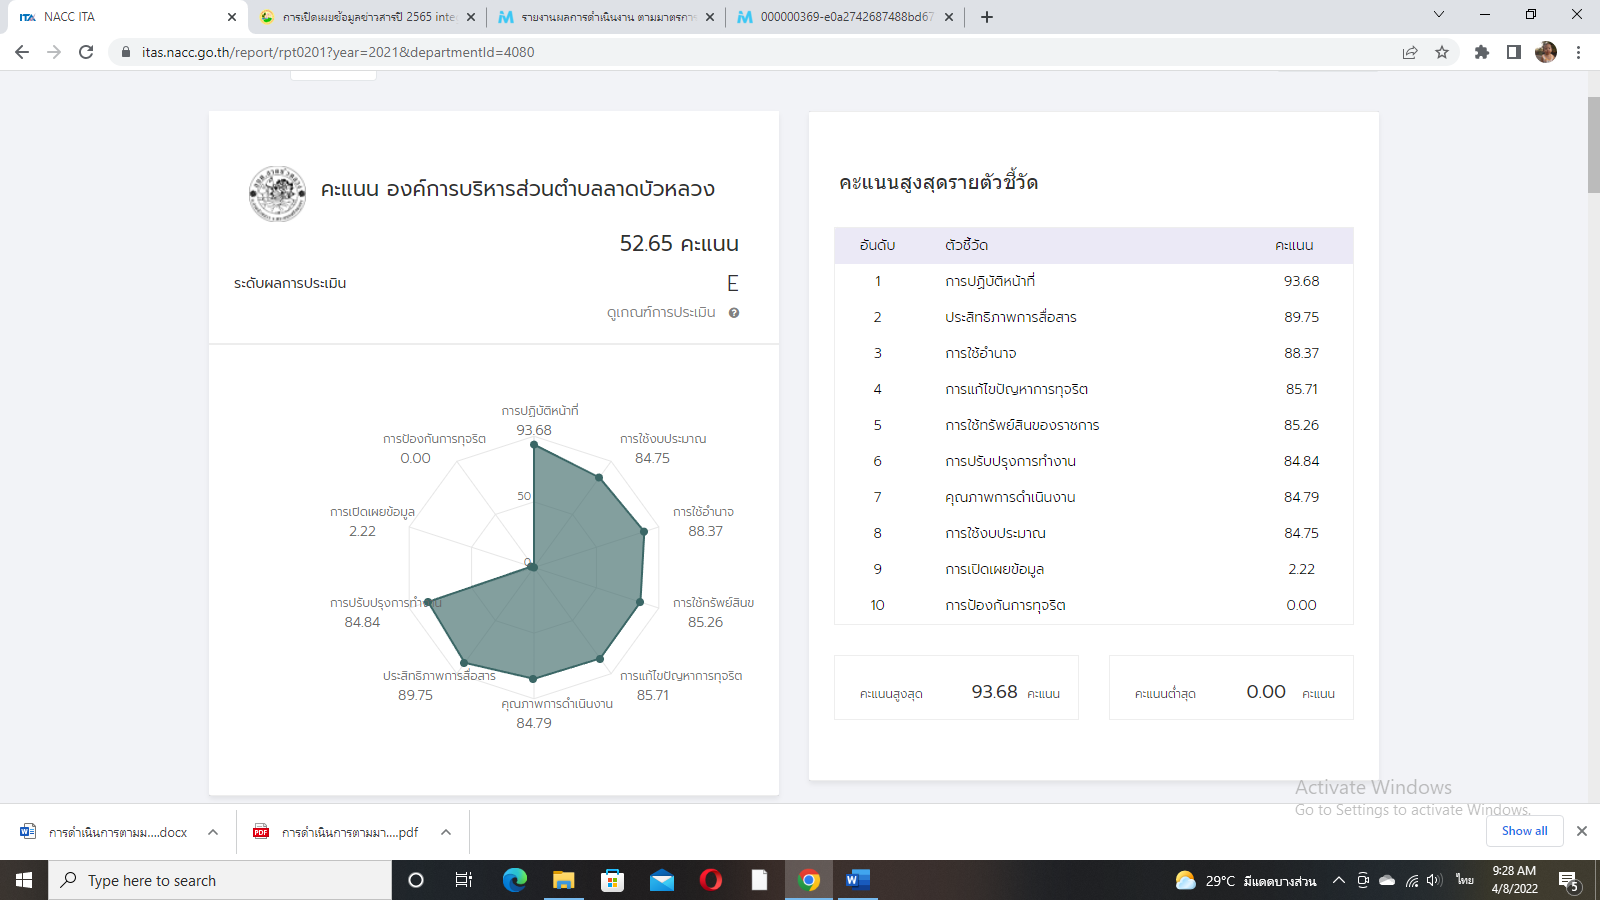 NACC ITA
การเปิดเผยข้อมูลข่าวสารปี 2565 inte
รายงานผลการดำเนินงาน ตามมาตรการ
000000369-e0a2742687488bd67
itas.nacc.go.th/report/rpt0201?year=2021&departmentId=4080
คะแนน องค์การบริหารส่วนตำบลลาดบัวหลวง
52.65 คะแนน
ระดับผลการประเมิน
E
ดูเกณฑ์การประเมิน
การปฏิบัติหน้าที่
93.68
การป้องกันการทุจริต
0.00
การใช้งบประมาณ
84.75
50
การเปิดเผยข้อมูล
2.22
การใช้อำนาจ
88.37
0
การปรับปรุงการทำงาน
84.84
การใช้ทรัพย์สินข
85.26
ประสิทธิภาพการสื่อสาร
89.75
การแก้ไขปัญหาการทุจริต
85.71
คุณภาพการดำเนินงาน
84.79
คะแนนสูงสุดรายตัวชี้วัด
อันดับ ตัวชี้วัด คะแนน
1 การปฏิบัติหน้าที่ 93.68
2 ประสิทธิภาพการสื่อสาร 89.75
3 การใช้อำนาจ 88.37
4 การแก้ไขปัญหาการทุจริต 85.71
5 การใช้ทรัพย์สินของราชการ 85.26
6 การปรับปรุงการทำงาน 84.84
7 คุณภาพการดำเนินงาน 84.79
8 การใช้งบประมาณ 84.75
9 การเปิดเผยข้อมูล 2.22
10 การป้องกันการทุจริต 0.00
คะแนนสูงสุด 93.68 คะแนน
คะแนนต่ำสุด 0.00 คะแนน
Activate Windows
Go to Settings to activate Windows.
การดำเนินการตามม....docx
การดำเนินการตามมา....pdf
Show all
Type here to search
29°C มีแดดบางส่วน
ไทย
9:28 AM
4/8/2022
5